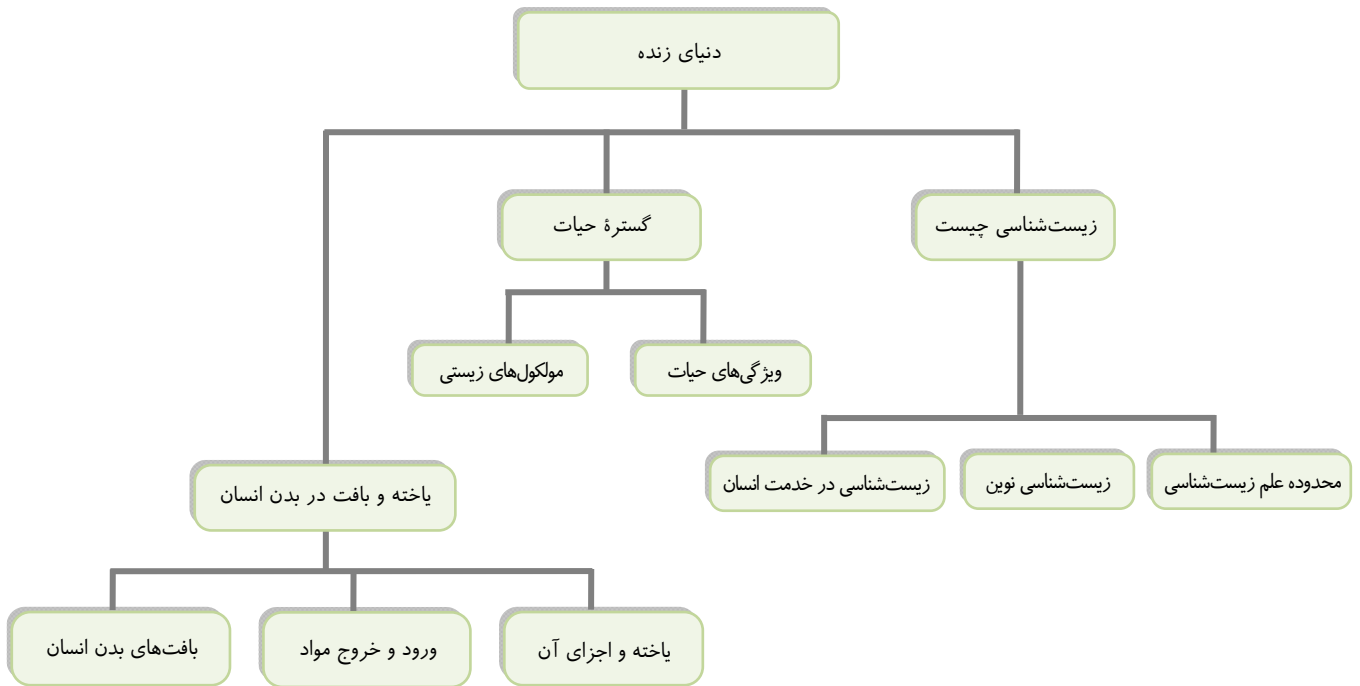 دنیای زنده
زیست‌شناسی چیست
گسترۀ حیات
ویژگی‌های حیات
مولکول‌های زیستی
محدوده علم زیست‌شناسی
زیست‌شناسی نوین
زیست‌شناسی در خدمت انسان
یاخته و بافت در بدن انسان
یاخته و اجزای آن
ورود و خروج مواد
بافت‌های بدن انسان